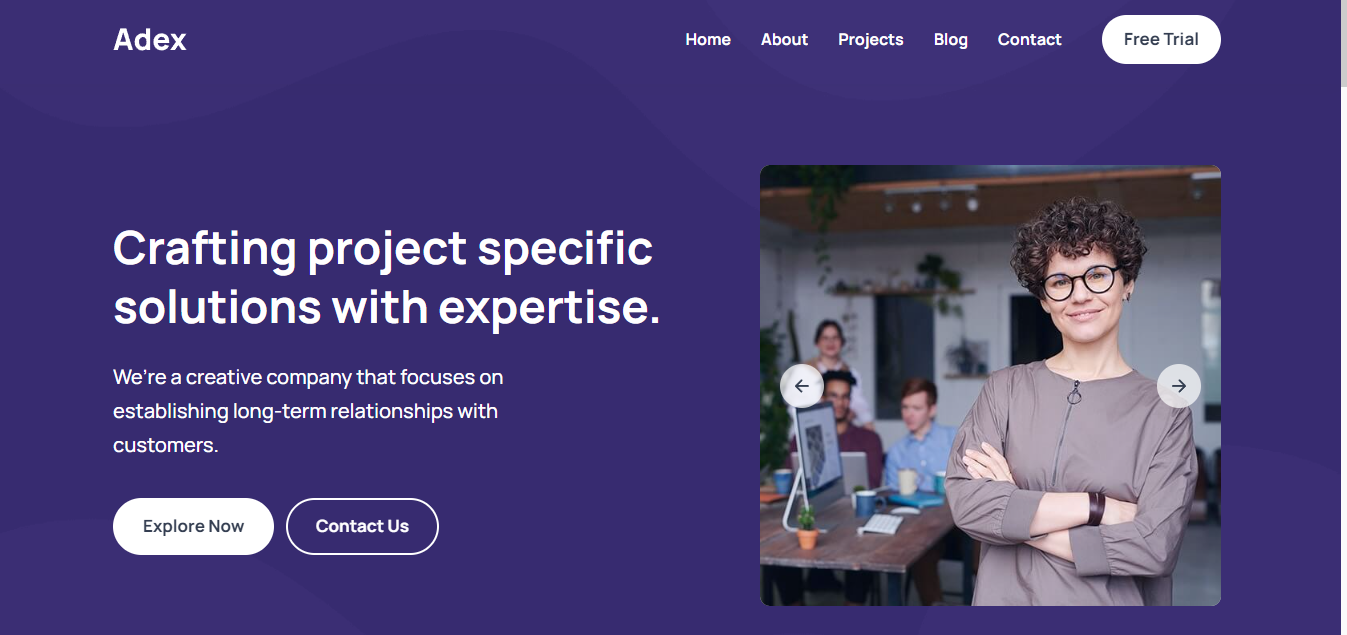 Adex
Home About Projects Blog Contact Free Trial
Crafting project specific
solutions with expertise.
We’re a creative company that focuses on
establishing long-term relationships with
customers.
Explore Now Contact Us